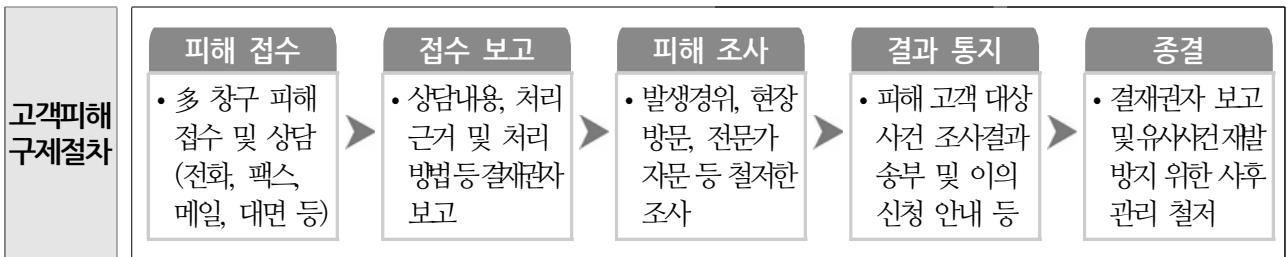 고객피해
구제절차
피해 접수
• 多 창구 피해
접수 및 상담
(전화, 팩스,
메일, 대면 등)
접수 보고
• 상담내용, 처리
근거 및 처리
방법 등 결재권자
보고
피해 조사
• 발생경위, 현장
방문, 전문가
자문 등 철저한
조사
결과 통지
• 피해 고객 대상
사건 조사결과
송부 및 이의
신청 안내 등
종결
• 결재권자 보고
및 유사사건 재발
방지 위한 사후
관리 철저